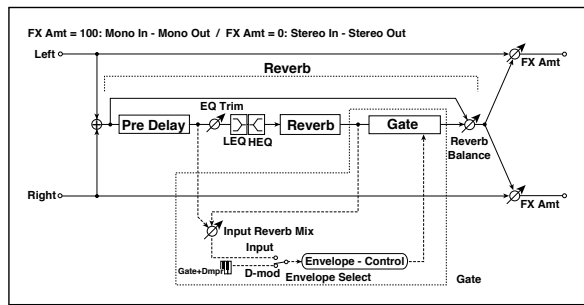 FX Amt = 100: Mono In - Mono Out / FX Amt = 0: Stereo In - Stereo Out
Left
FX Amt
Reverb
EQ Trim
Pre Delay
LEQ
HEQ
Reverb
Gate
Reverb
Balance
Right
FX Amt
Input Reverb Mix
Input
Gate+Dmpr
D-mod
Envelope - Control
Envelope Select
Gate